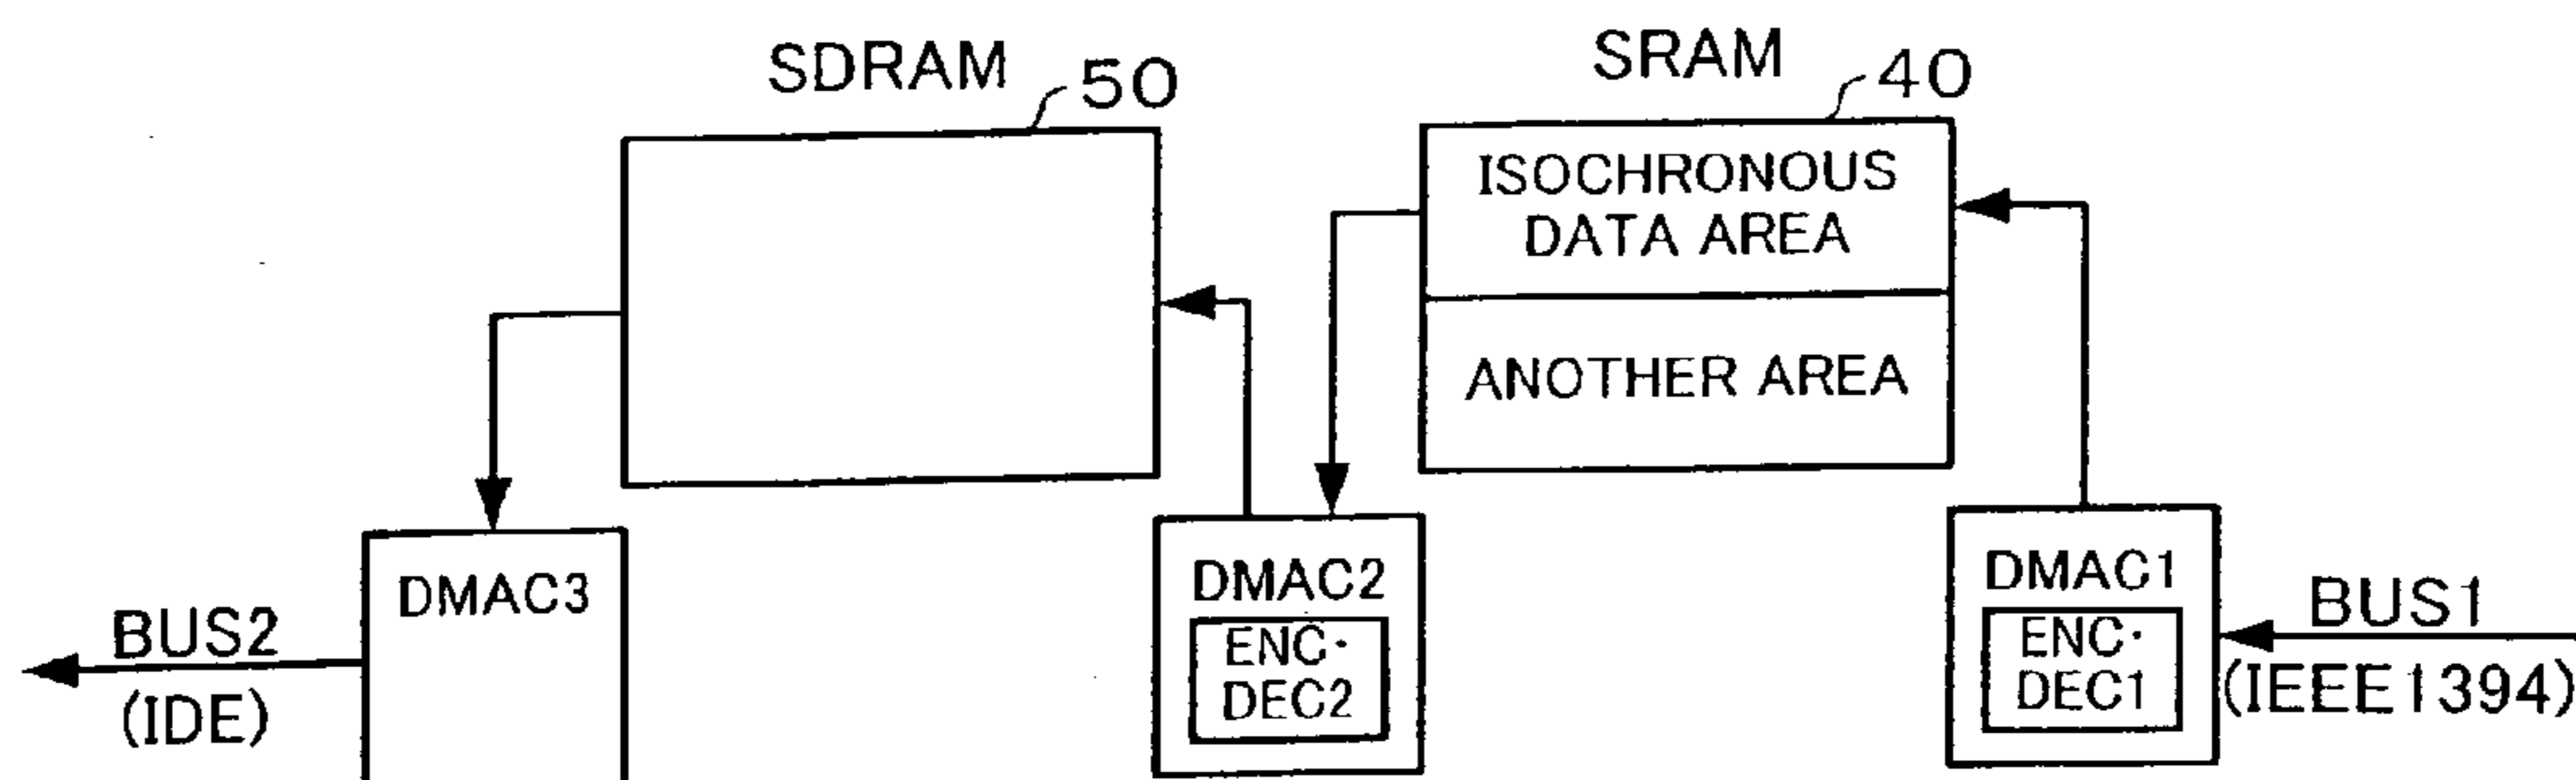 SDRAM
50
SRAM
40
ISOCHRONOUS
DATA AREA
ANOTHER AREA
DMAC3
DMAC2
ENC·
DEC2
DMAC1
ENC·
DEC1
BUS2
(IDE)
BUS1
(IEEE1394)